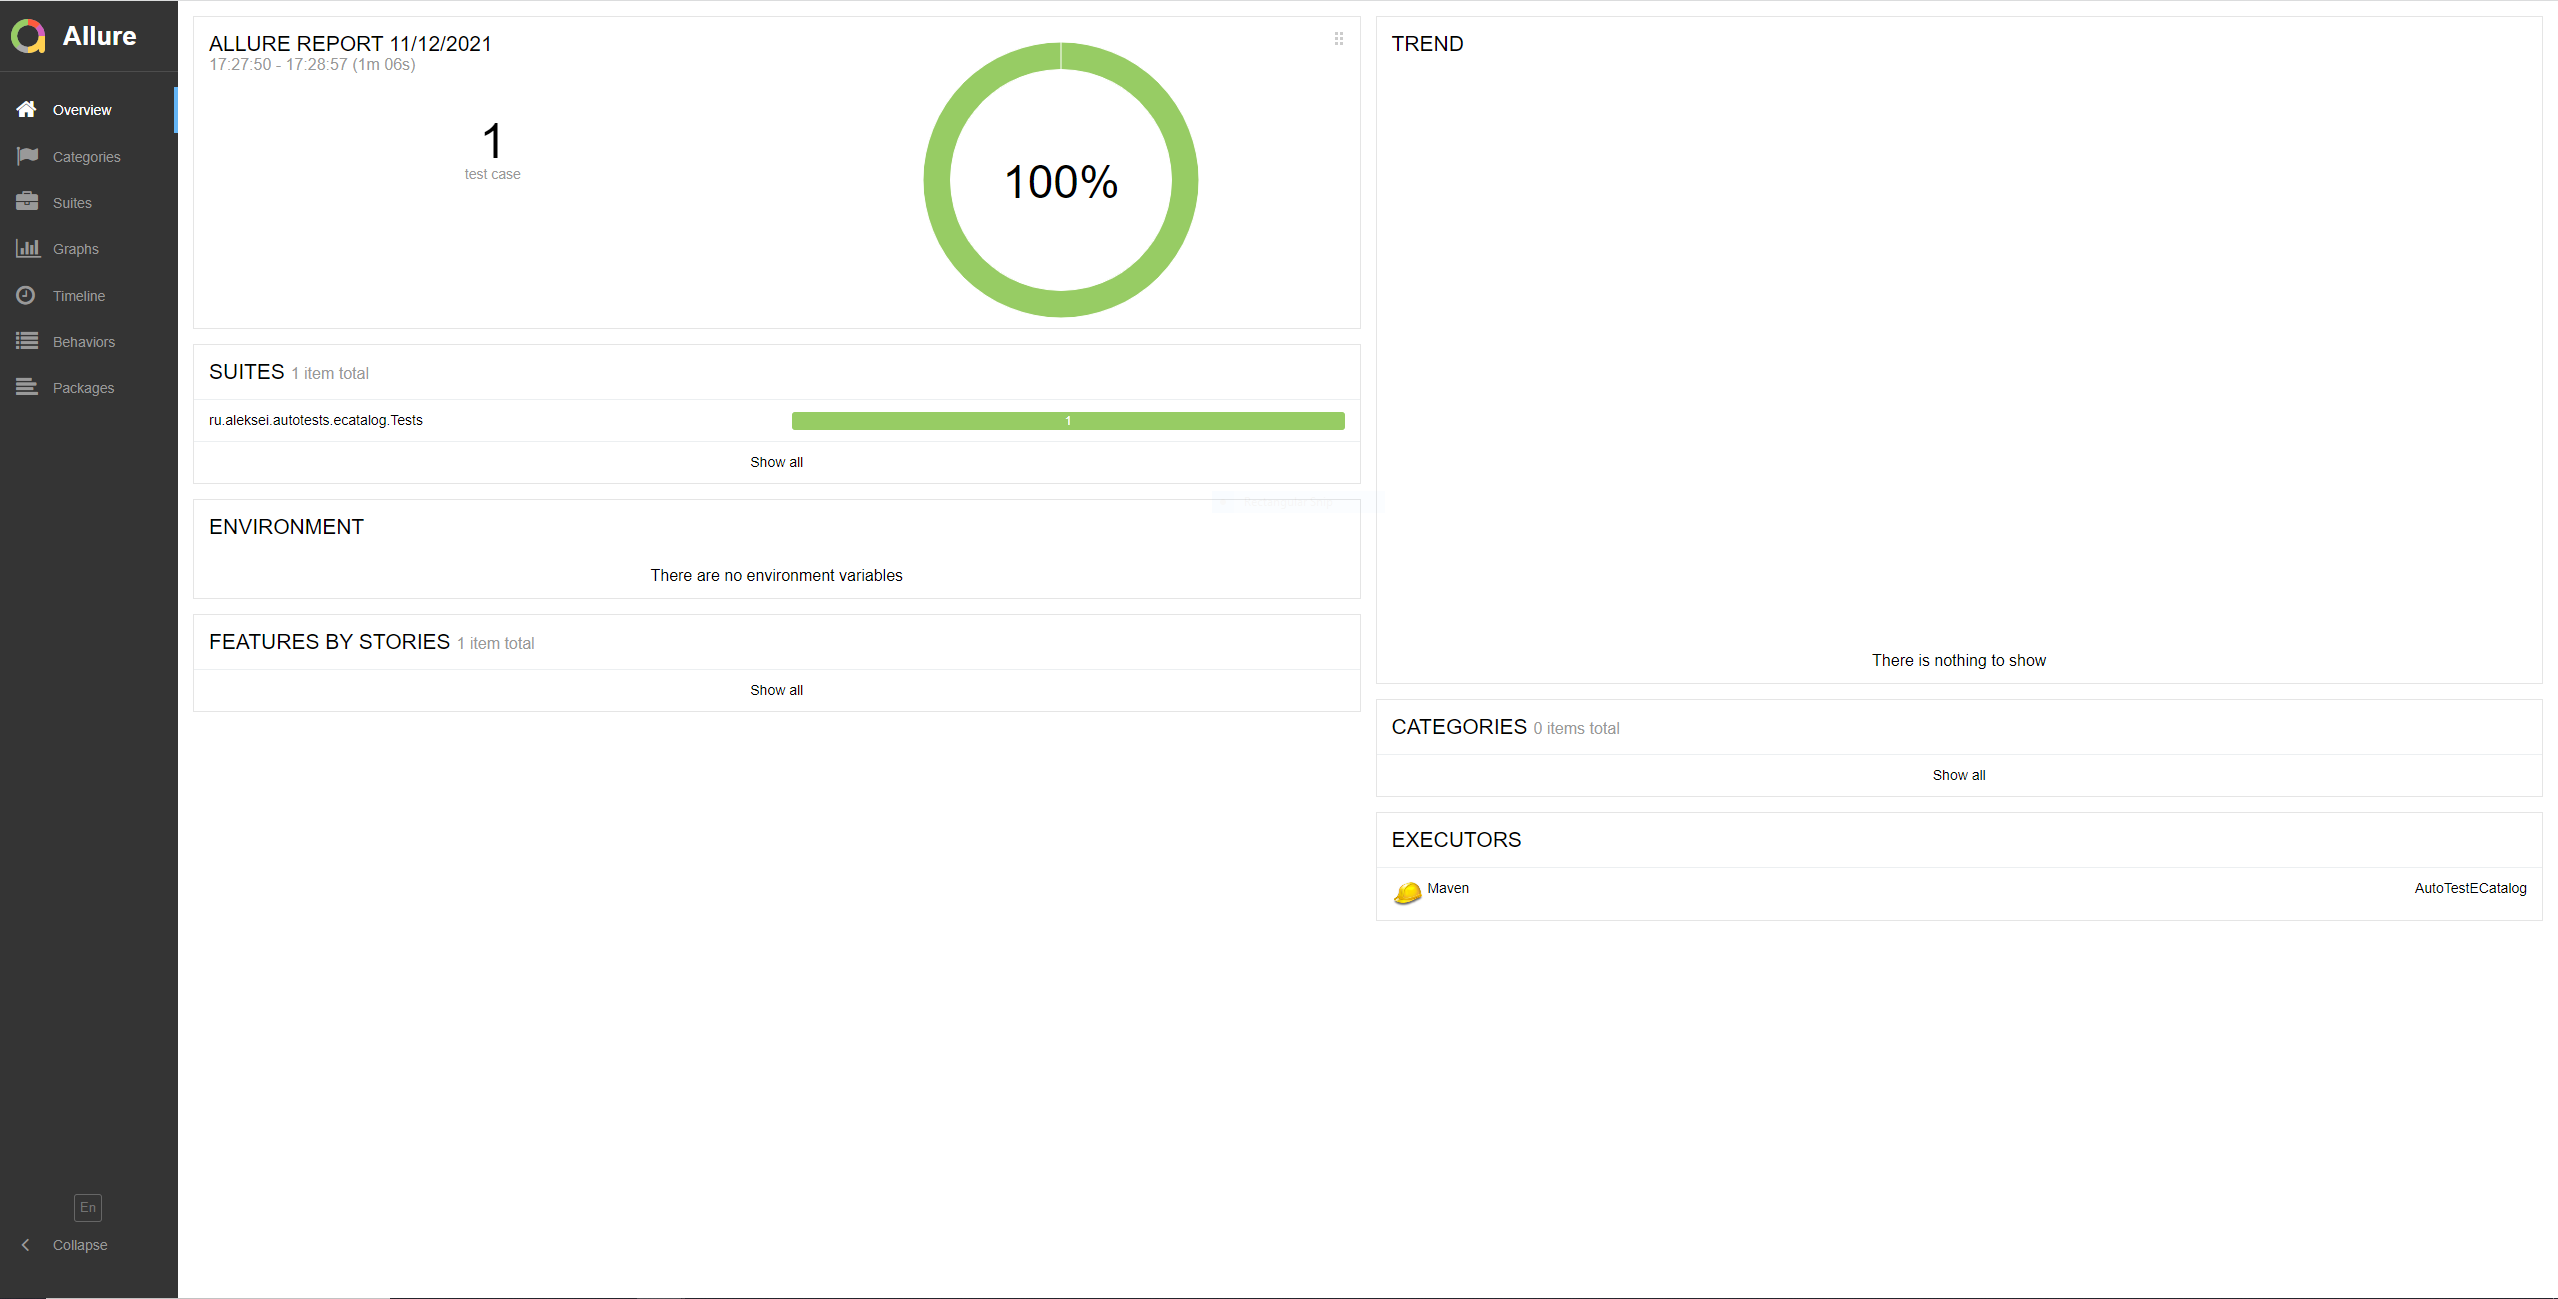 Allure
Overview
Categories
Suites
Graphs
Timeline
Behaviors
Packages
En
Collapse
ALLURE REPORT 11/12/2021
17:27:50 - 17:28:57 (1m 06s)
1
test case
100%
SUITES 1 item total
ru.aleksei.autotests.ecatalog.Tests 1
Show all
ENVIRONMENT
There are no environment variables
FEATURES BY STORIES 1 item total
Show all
TREND
There is nothing to show
CATEGORIES 0 items total
Show all
EXECUTORS
Maven AutoTestECatalog